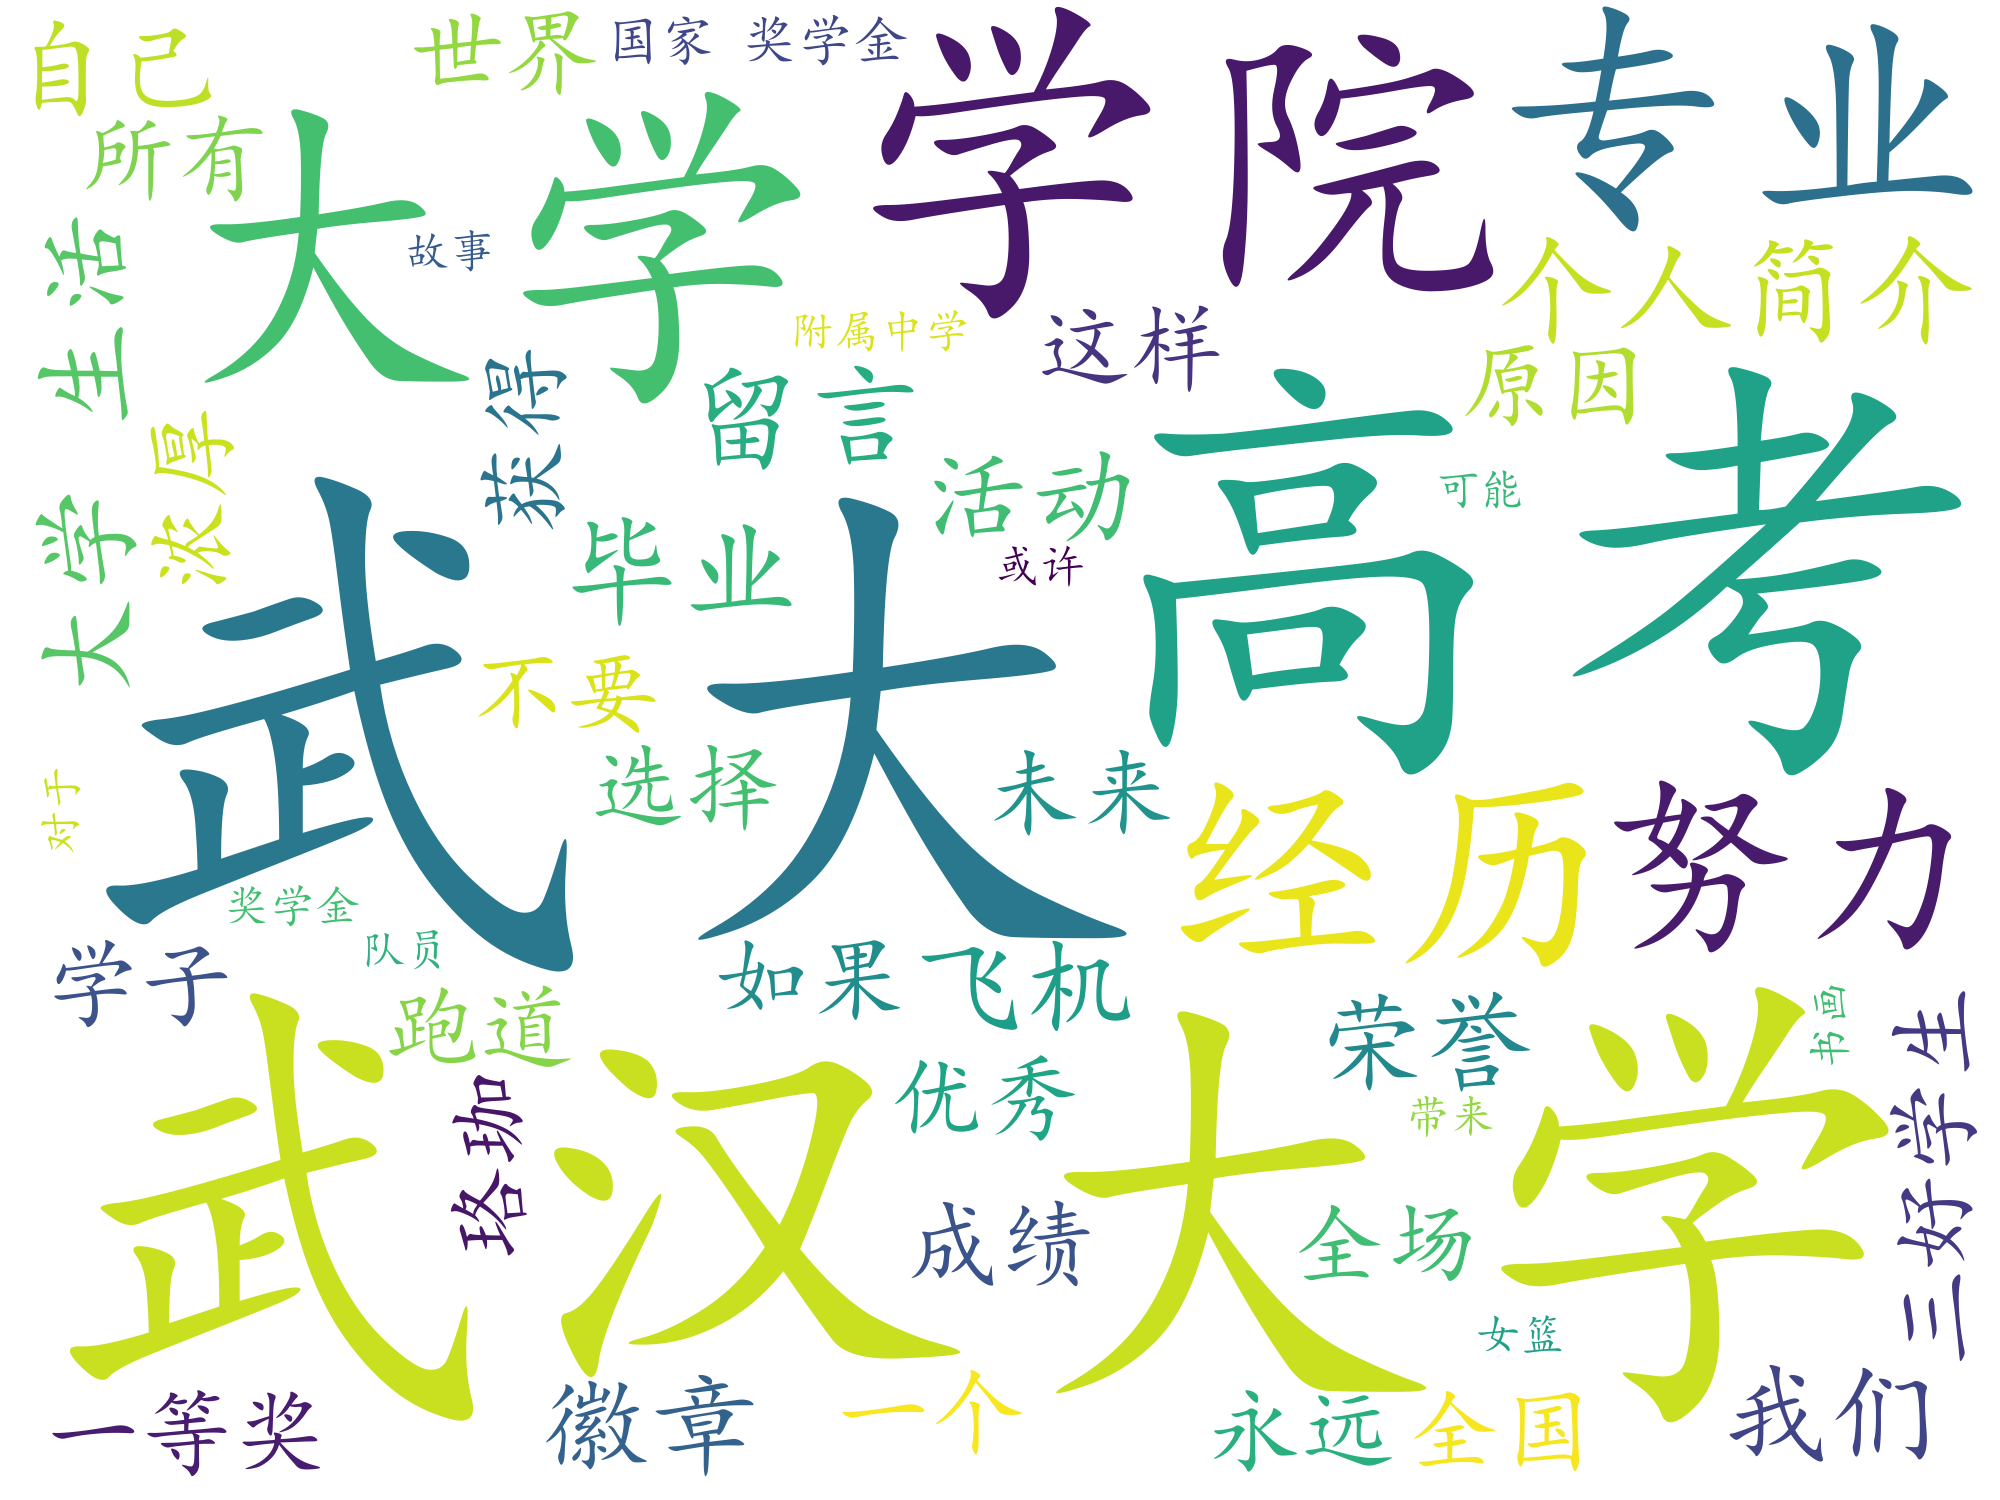 自己
世界
国家 奖学金
学院
专业
所有
大学
故事
生活
个人简介
附属中学
这样
原因
获得
留言
高考
浓厚
活动
可能
大学
武大
毕业
或许
不要
选择
未来
对于
经历
努力
奖学金
队员
学子
如果
飞机
跑道
武汉大学
荣誉
书画
三好学生
优秀
珞珈
带来
成绩
全场
女篮
一等奖
徽章
一个
永远
全国
我们